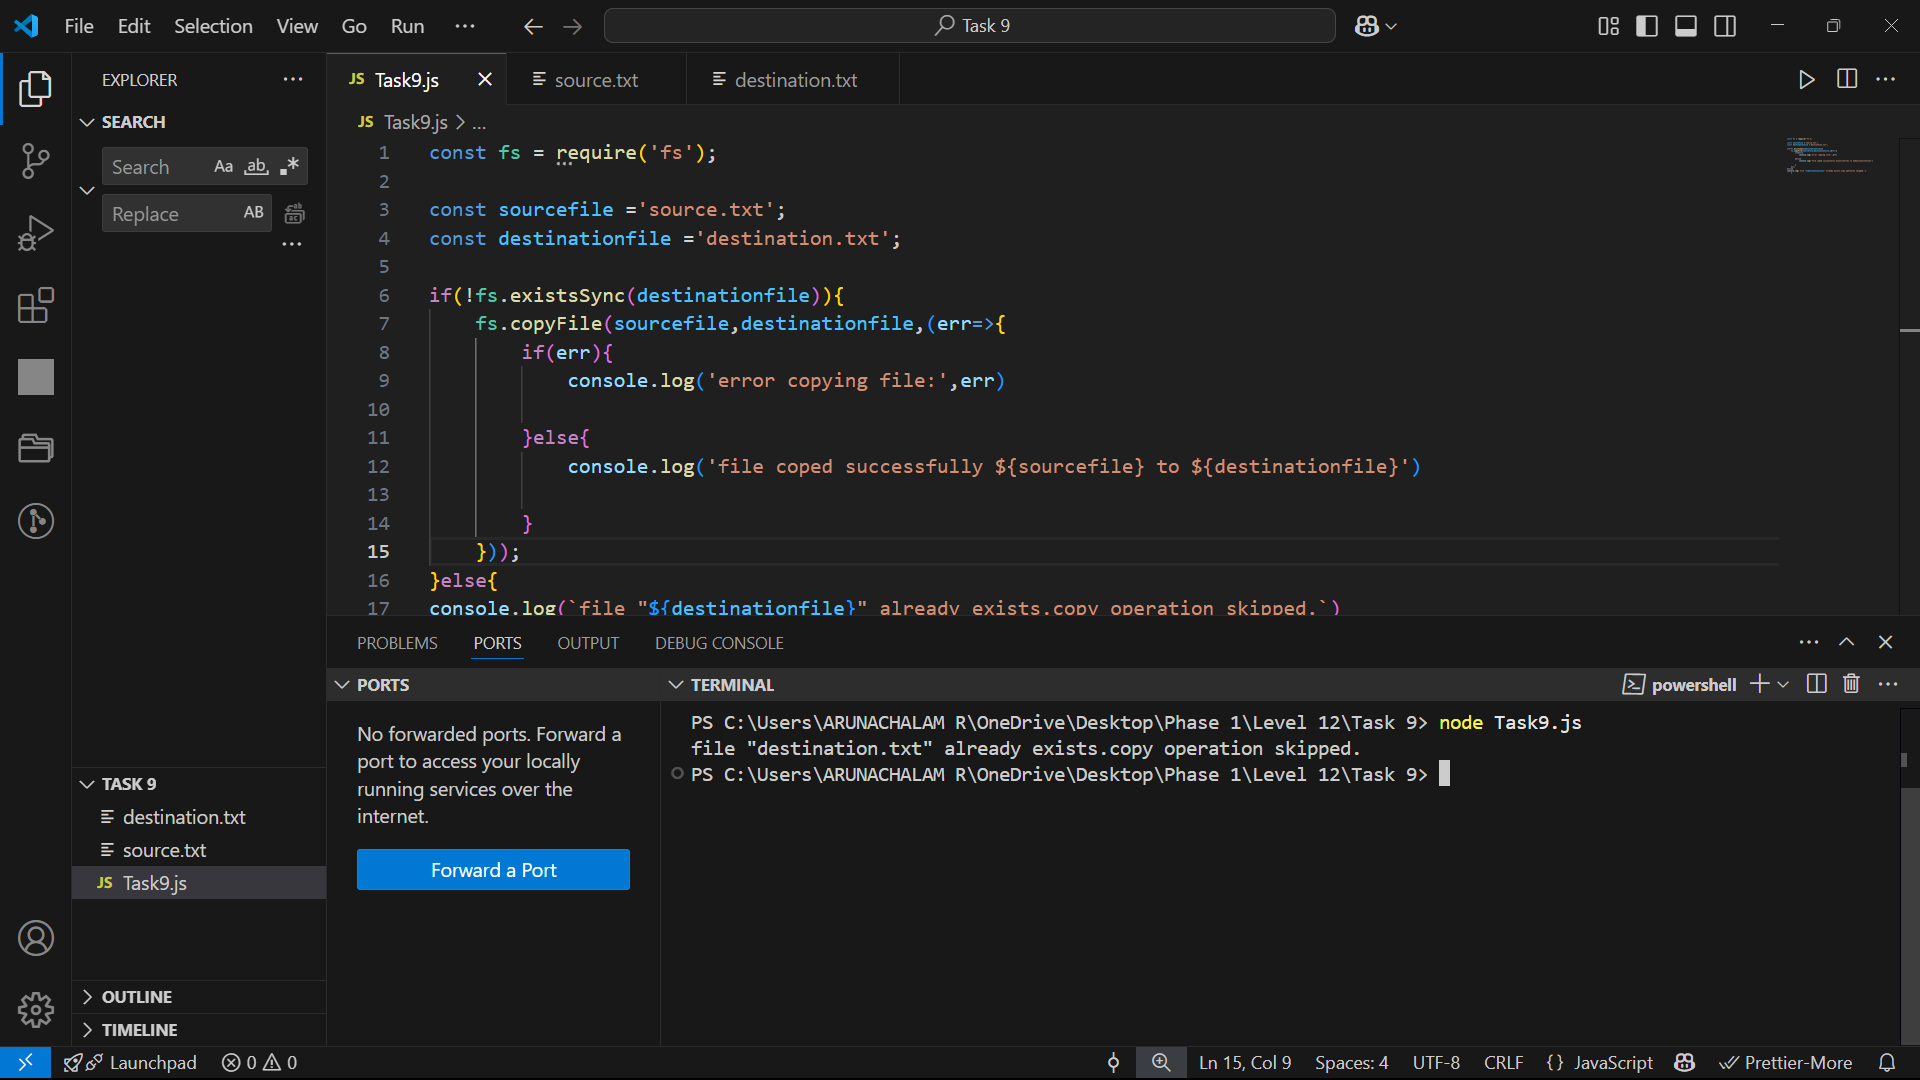 File Edit Selection View Go Run ··· Task 9
EXPLORER ···
SEARCH
Search Aa ab
Replace AB
···
JS Task9.js source.txt destination.txt
JS Task9.js > ...
1 const fs = require('fs');
2
3 const sourcefile ='source.txt';
4 const destinationfile ='destination.txt';
5
6 if(!fs.existsSync(destinationfile)){
7 fs.copyFile(sourcefile,destinationfile,(err=>{
8 if(err){
9 console.log('error copying file:',err)
10
11 }else{
12 console.log('file coped successfully ${sourcefile} to ${destinationfile}')
13
14 }
15 }));
16 }else{
17 console.log(`file "${destinationfile}" already exists.copy operation skipped.`)
PROBLEMS PORTS OUTPUT DEBUG CONSOLE
PORTS
No forwarded ports. Forward a
port to access your locally
running services over the
internet.
Forward a Port
TERMINAL powershell
PS C:\Users\ARUNACHALAM R\OneDrive\Desktop\Phase 1\Level 12\Task 9> node Task9.js
file "destination.txt" already exists.copy operation skipped.
PS C:\Users\ARUNACHALAM R\OneDrive\Desktop\Phase 1\Level 12\Task 9>
TASK 9
destination.txt
source.txt
JS Task9.js
OUTLINE
TIMELINE
Launchpad 0 0 Ln 15, Col 9 Spaces: 4 UTF-8 CRLF {} JavaScript Prettier-More